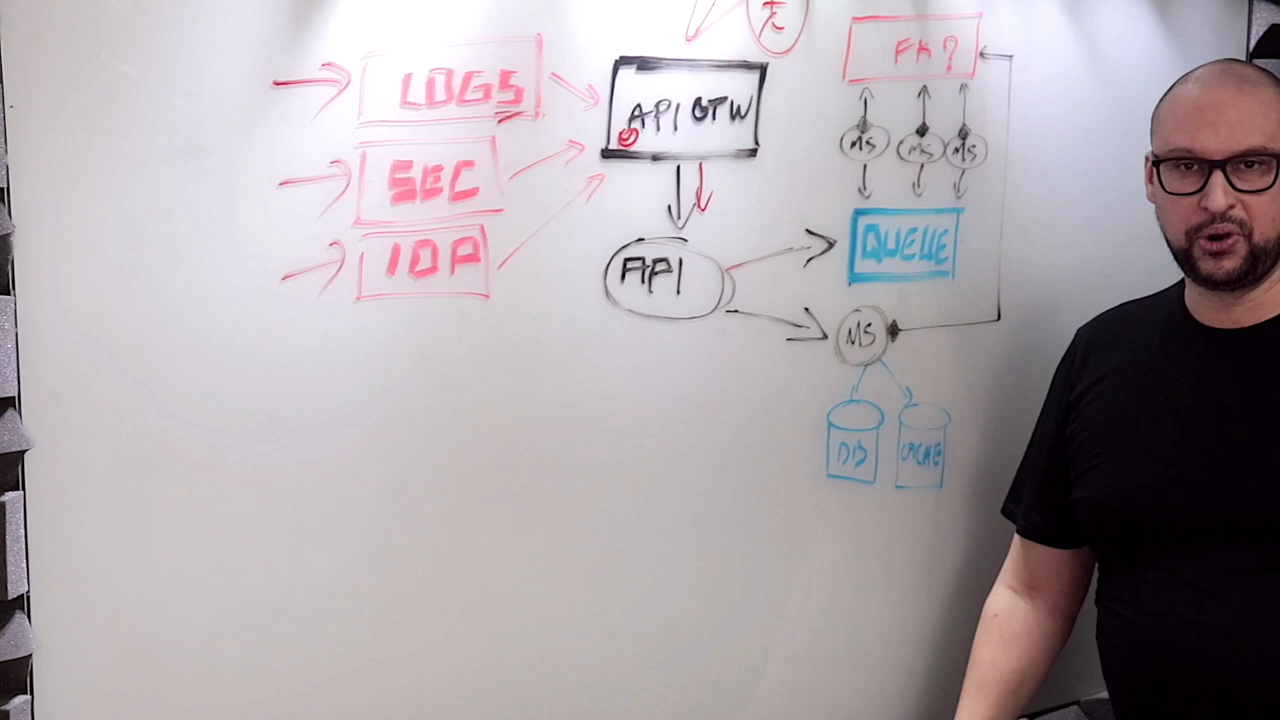 LOGS
SEC
IDP
API GTW
API
FK?
MS
MS
MS
QUEUE
MS
DB
CACHE